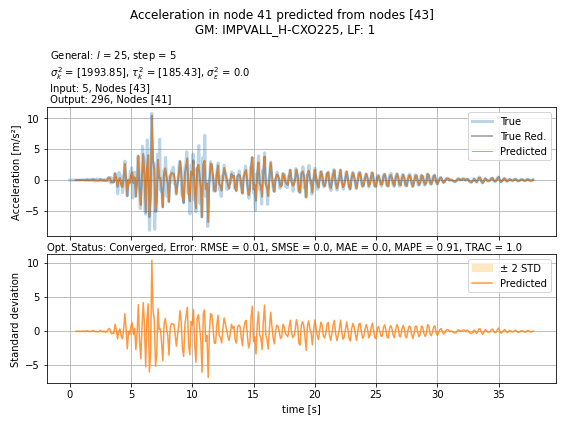 Acceleration in node 41 predicted from nodes [43]
GM: IMPVALL_H-CXO225, LF: 1
General: l = 25, step = 5
σ²ₖ = [1993.85], τ²ₖ = [185.43], σ²ε = 0.0
Input: 5, Nodes [43]
Output: 296, Nodes [41]
True
True Red.
Predicted
Acceleration [m/s²]
10
5
0
−5
Opt. Status: Converged, Error: RMSE = 0.01, SMSE = 0.0, MAE = 0.0, MAPE = 0.91, TRAC = 1.0
± 2 STD
Predicted
Standard deviation
10
5
0
−5
0 5 10 15 20 25 30 35
time [s]